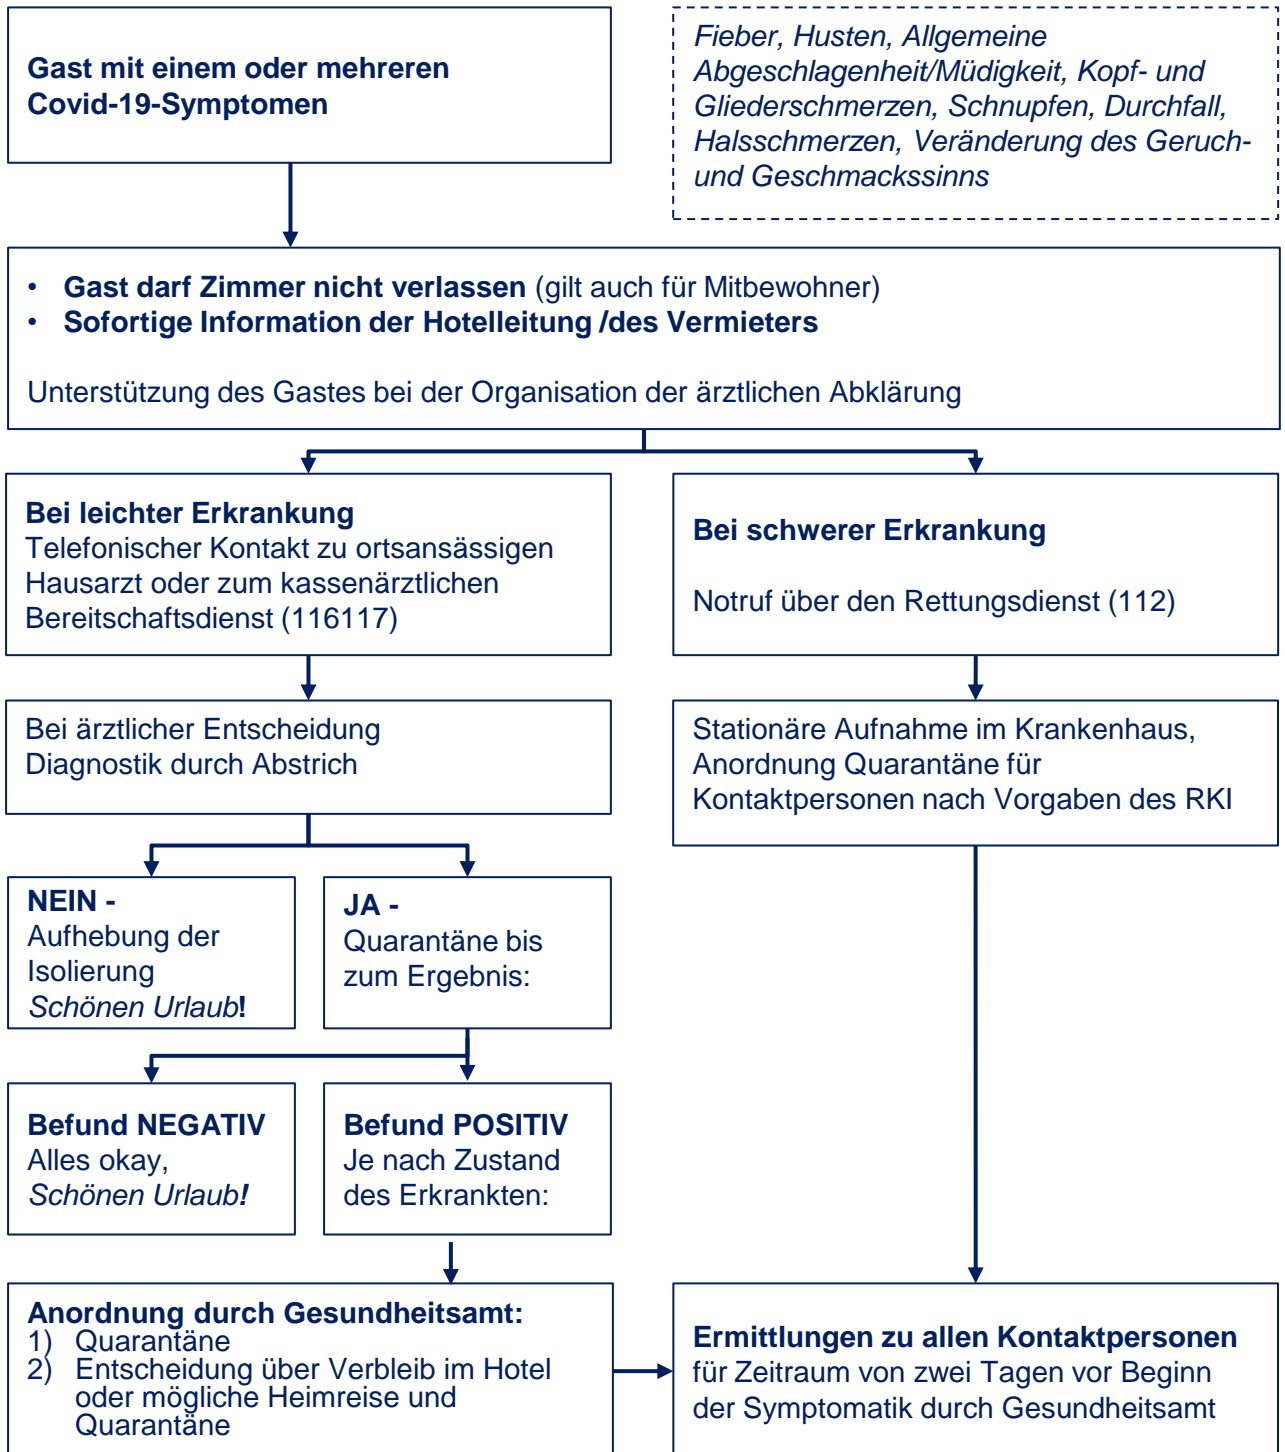 Gast mit einem oder mehreren
Covid-19-Symptomen
Fieber, Husten, Allgemeine
Abgeschlagenheit/Müdigkeit, Kopf- und
Gliederschmerzen, Schnupfen, Durchfall,
Halsschmerzen, Veränderung des Geruch-
und Geschmackssinns
• Gast darf Zimmer nicht verlassen (gilt auch für Mitbewohner)
• Sofortige Information der Hotelleitung /des Vermieters
Unterstützung des Gastes bei der Organisation der ärztlichen Abklärung
Bei leichter Erkrankung
Telefonischer Kontakt zu ortsansässigen
Hausarzt oder zum kassenärztlichen
Bereitschaftsdienst (116117)
Bei schwerer Erkrankung
Notruf über den Rettungsdienst (112)
Bei ärztlicher Entscheidung
Diagnostik durch Abstrich
Stationäre Aufnahme im Krankenhaus,
Anordnung Quarantäne für
Kontaktpersonen nach Vorgaben des RKI
NEIN -
Aufhebung der
Isolierung
Schönen Urlaub!
JA -
Quarantäne bis
zum Ergebnis:
Befund NEGATIV
Alles okay,
Schönen Urlaub!
Befund POSITIV
Je nach Zustand
des Erkrankten:
Anordnung durch Gesundheitsamt:
1) Quarantäne
2) Entscheidung über Verbleib im Hotel
oder mögliche Heimreise und
Quarantäne
Ermittlungen zu allen Kontaktpersonen
für Zeitraum von zwei Tagen vor Beginn
der Symptomatik durch Gesundheitsamt